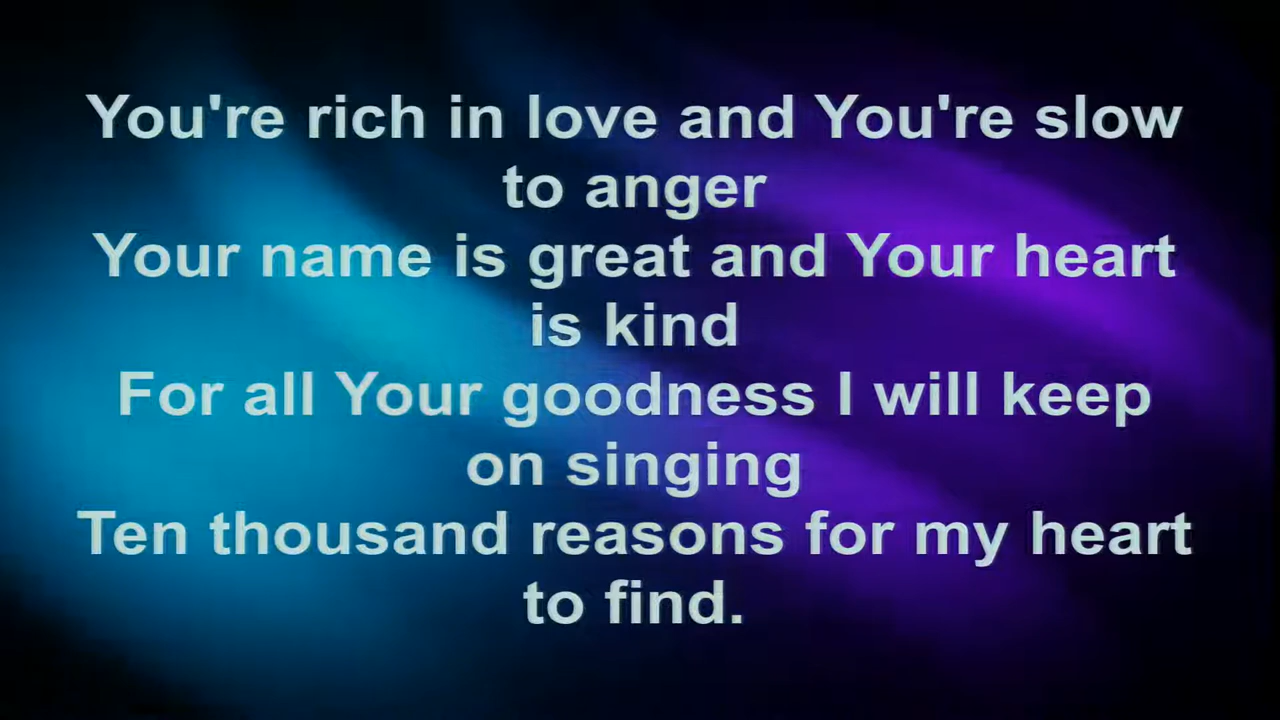 You're rich in love and You're slow
to anger
Your name is great and Your heart
is kind
For all Your goodness I will keep
on singing
Ten thousand reasons for my heart
to find.